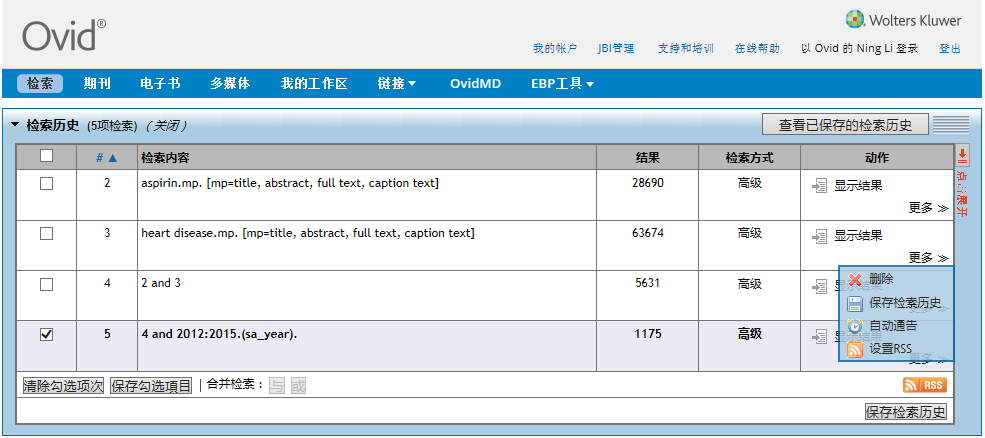 Wolters Kluwer
Ovid®
我的帐户 JBI管理 支持和培训 在线帮助 以 Ovid 的 Ning Li 登录 登出
检索 期刊 电子书 多媒体 我的工作区 链接 OvidMD EBP工具
检索历史 (5项检索) (关闭) 查看已保存的检索历史
# ▲ 检索内容 结果 检索方式 动作
2 aspirin.mp. [mp=title, abstract, full text, caption text] 28690 高级 显示结果
更多 ≫
3 heart disease.mp. [mp=title, abstract, full text, caption text] 63674 高级 显示结果
更多 ≫
4 2 and 3 5631 高级
删除
保存检索历史
5 4 and 2012:2015.(sa_year). 1175 高级
自动通告
设置RSS
清除勾选项次 保存勾选項目 | 合并检索： 与 或 RSS
保存检索历史
展开